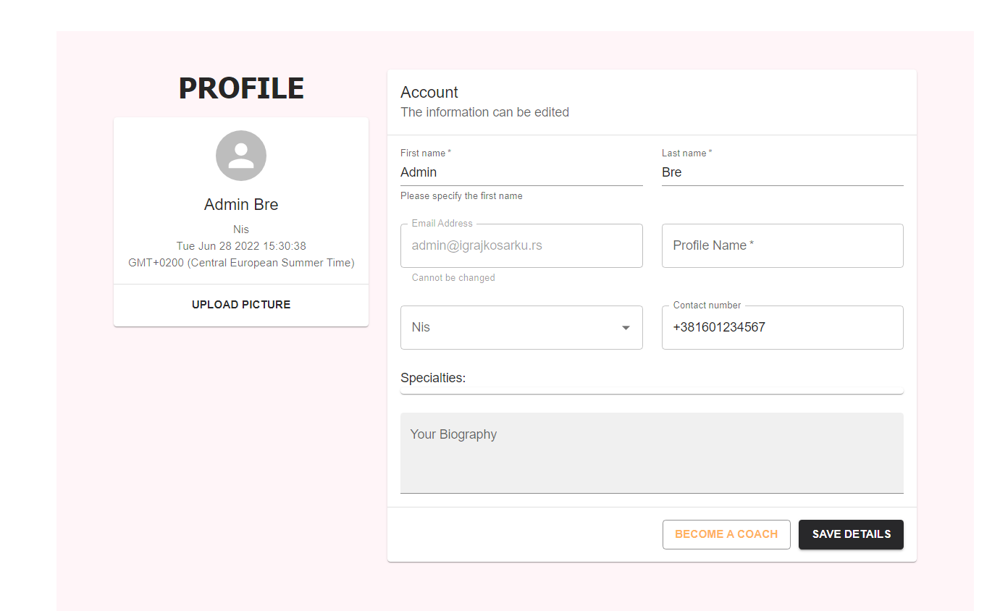 PROFILE
Admin Bre
Nis
Tue Jun 28 2022 15:30:38
GMT+0200 (Central European Summer Time)
UPLOAD PICTURE
Account
The information can be edited
First name *
Last name *
Admin
Bre
Please specify the first name
Email Address
admin@igrajkosarku.rs
Profile Name *
Cannot be changed
Contact number
Nis
+381601234567
Specialties:
Your Biography
BECOME A COACH
SAVE DETAILS